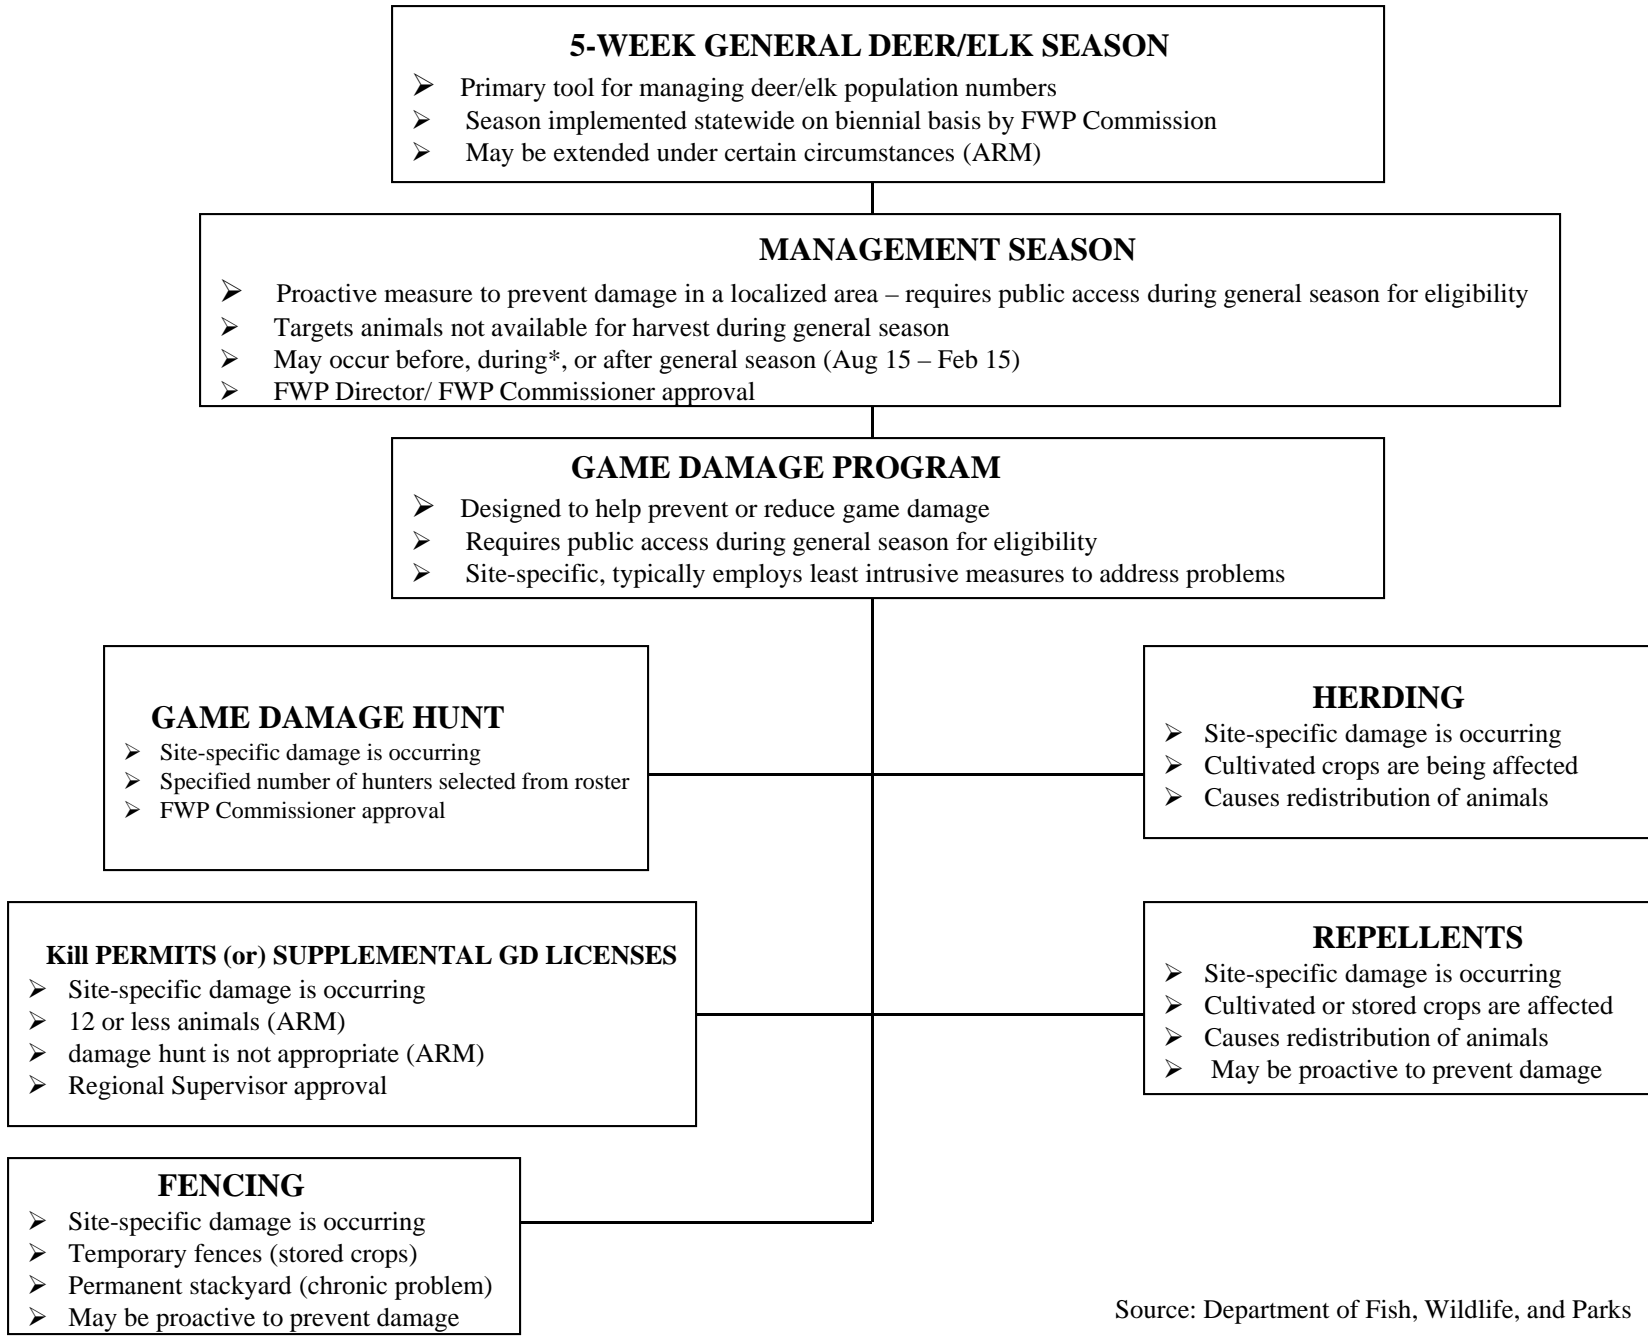 5-WEEK GENERAL DEER/ELK SEASON
➢ Primary tool for managing deer/elk population numbers
➢ Season implemented statewide on biennial basis by FWP Commission
➢ May be extended under certain circumstances (ARM)
MANAGEMENT SEASON
➢ Proactive measure to prevent damage in a localized area – requires public access during general season for eligibility
➢ Targets animals not available for harvest during general season
➢ May occur before, during*, or after general season (Aug 15 – Feb 15)
➢ FWP Director/ FWP Commissioner approval
GAME DAMAGE PROGRAM
➢ Designed to help prevent or reduce game damage
➢ Requires public access during general season for eligibility
➢ Site-specific, typically employs least intrusive measures to address problems
GAME DAMAGE HUNT
➢ Site-specific damage is occurring
➢ Specified number of hunters selected from roster
➢ FWP Commissioner approval
HERDING
➢ Site-specific damage is occurring
➢ Cultivated crops are being affected
➢ Causes redistribution of animals
Kill PERMITS (or) SUPPLEMENTAL GD LICENSES
➢ Site-specific damage is occurring
➢ 12 or less animals (ARM)
➢ damage hunt is not appropriate (ARM)
➢ Regional Supervisor approval
REPELLENTS
➢ Site-specific damage is occurring
➢ Cultivated or stored crops are affected
➢ Causes redistribution of animals
➢ May be proactive to prevent damage
FENCING
➢ Site-specific damage is occurring
➢ Temporary fences (stored crops)
➢ Permanent stackyard (chronic problem)
➢ May be proactive to prevent damage
Source: Department of Fish, Wildlife, and Parks